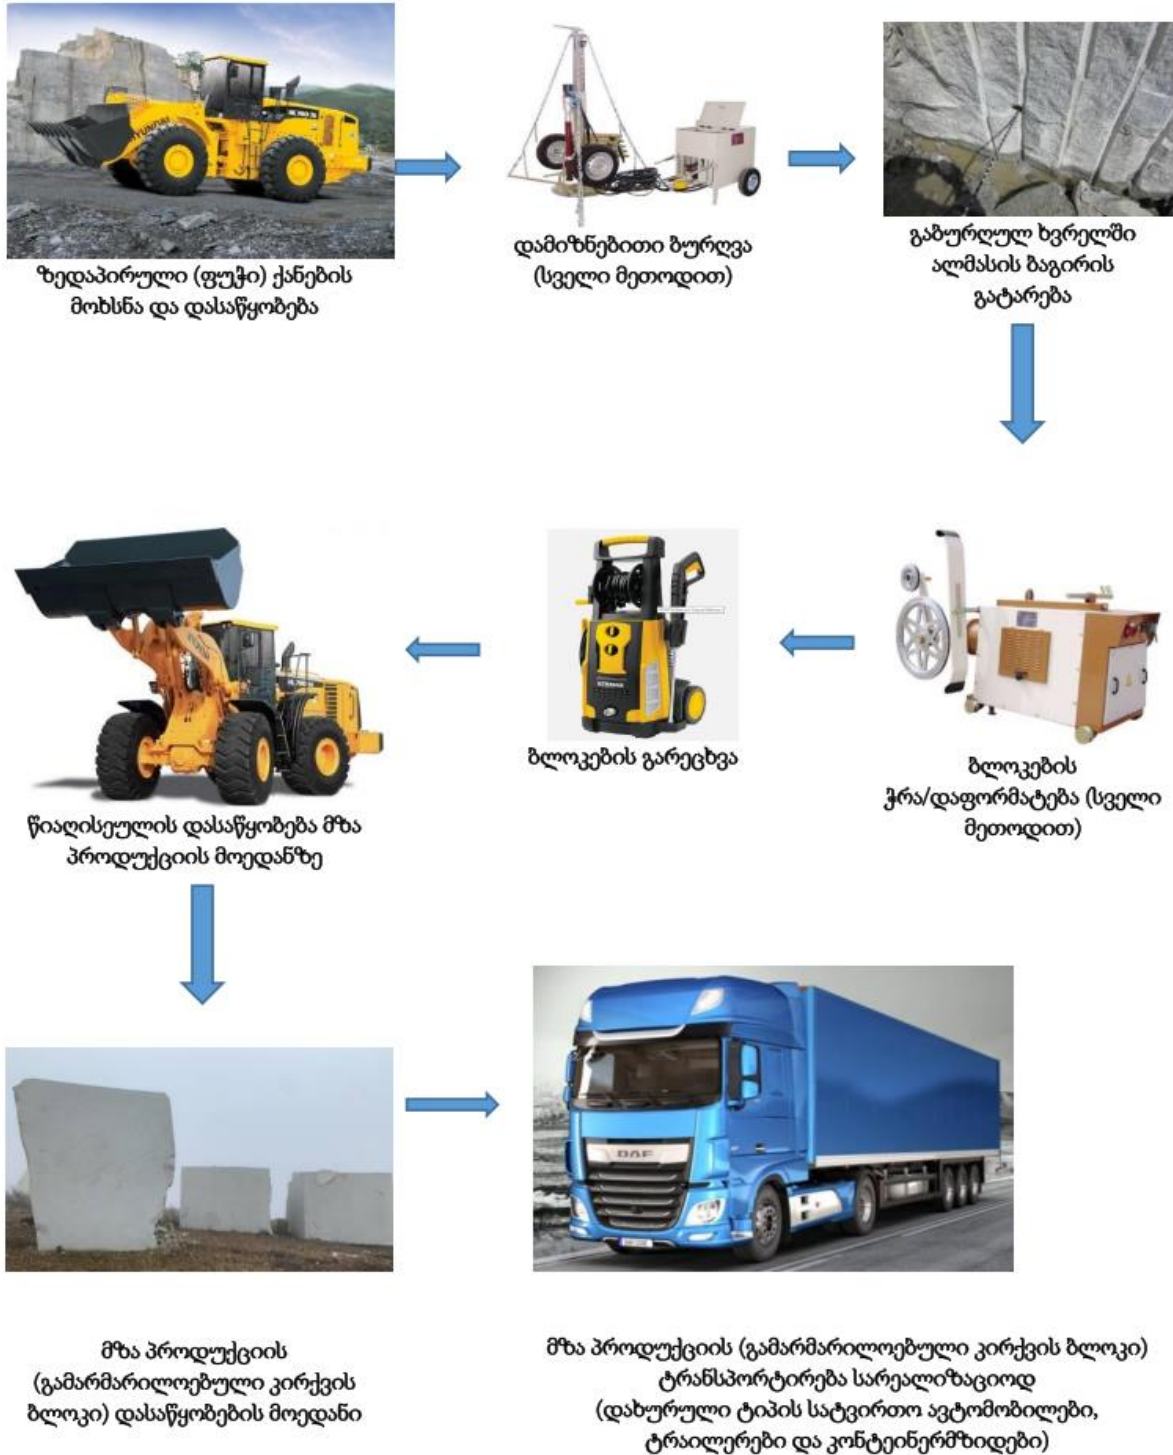 HYUNDAI
ზედაპირული (ფუჭი) ქანების
მოხსნა და დასაწყობება
დამიზნებითი ბურღვა
(სველი მეთოდით)
გაბურღულ ხვრელში
ალმასის ბაგირის
გატარება
ბლოკების
ჭრა/დაფორმატება (სველი
მეთოდით)
ბლოკების გარეცხვა
წიაღისეულის დასაწყობება მზა
პროდუქციის მოედანზე
DAF
მზა პროდუქციის
(გამარმარილოებული კირქვის
ბლოკი) დასაწყობების მოედანი
მზა პროდუქციის (გამარმარილოებული კირქვის ბლოკი)
ტრანსპორტირება სარეალიზაციოდ
(დახურული ტიპის სატვირთო ავტომობილები,
ტრაილერები და კონტეინერმზიდები)